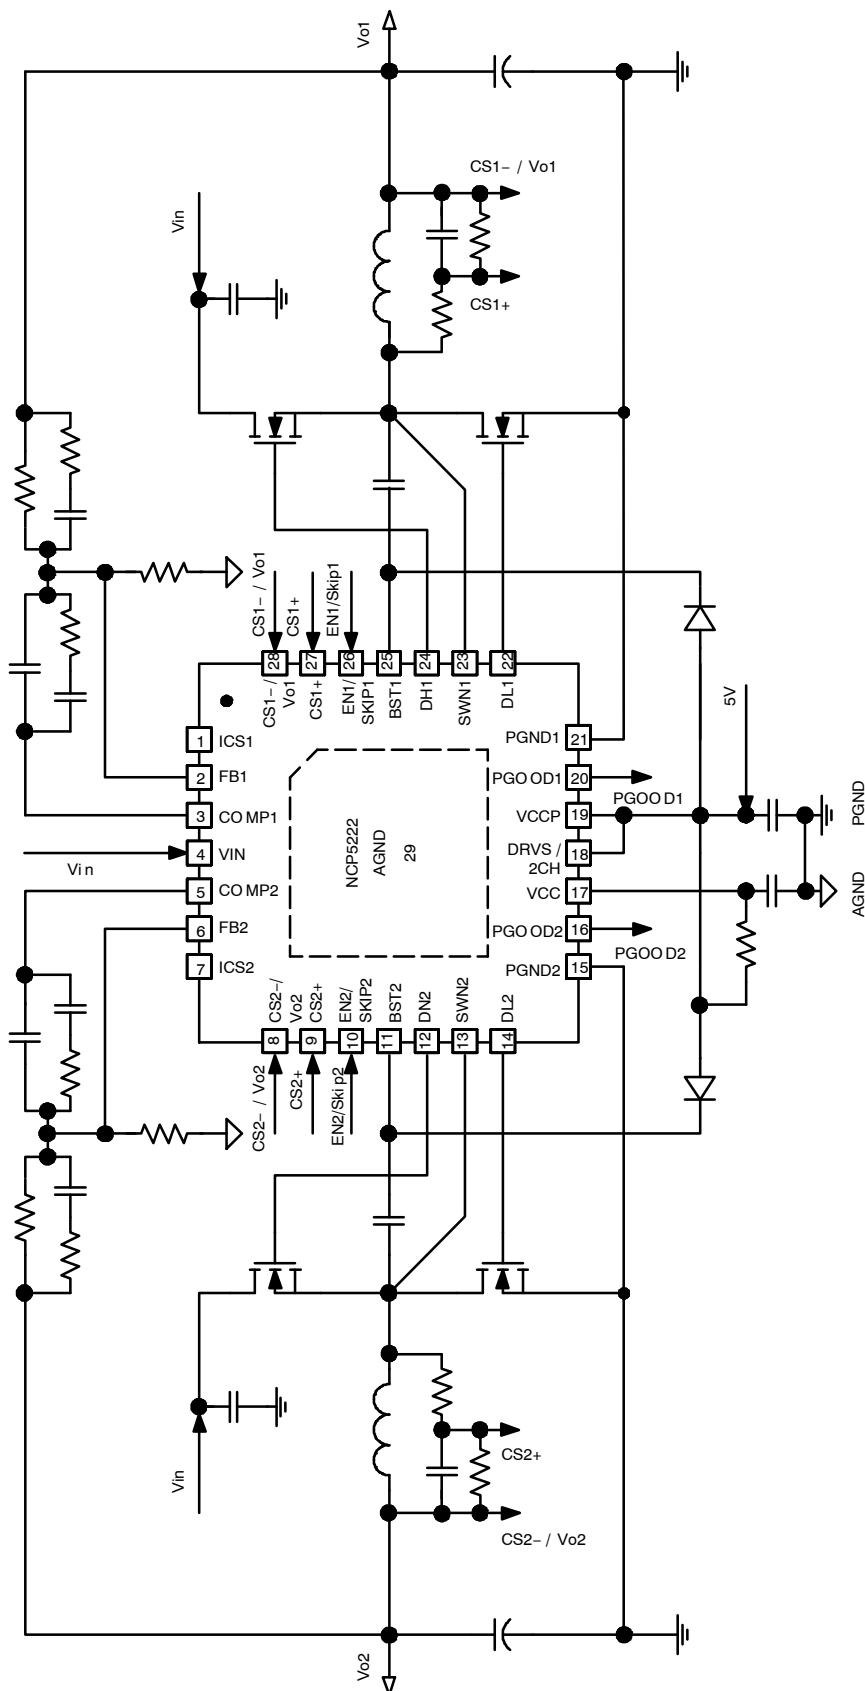 Vo1
CS1− / Vo1
Vin
CS1+
CS1− / Vo1
CS1+
EN1/Skip1
28
27
26
25
24
23
22
CS1−/
Vo1
CS1+
EN1/
SKIP1
BST1
DH1
SWN1
DL1
1
ICS1
PGND1
21
5V
2
FB1
PGOOD1
20
PGOOD1
3
COMP1
VCCP
19
PGND
4
VIN
Vin
DRVS /
2CH
18
NCP5222
AGND
29
5
COMP2
VCC
17
AGND
6
FB2
PGOOD2
16
PGOOD2
7
ICS2
PGND2
15
CS2−/
Vo2
CS2+
EN2/
SKIP2
BST2
DN2
SWN2
DL2
8
9
10
11
12
13
14
CS2− / Vo2
CS2+
EN2/Skip2
Vin
CS2+
CS2− / Vo2
Vo2